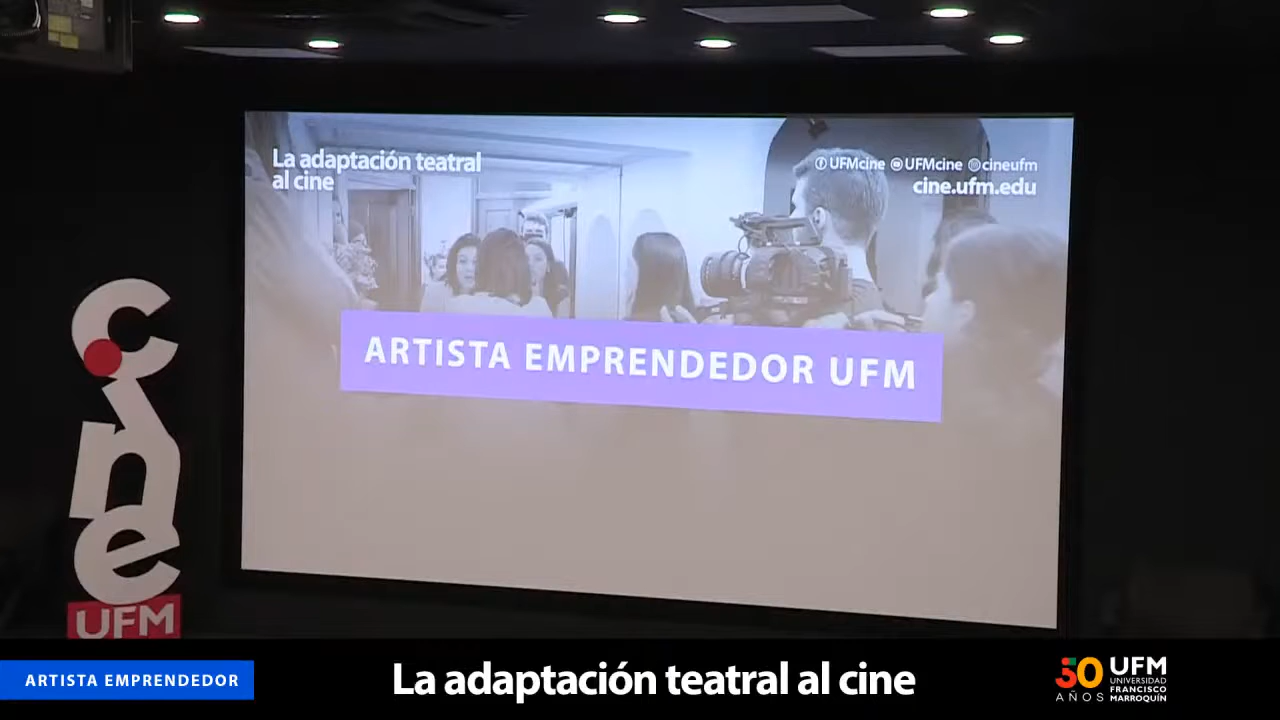 La adaptación teatral
al cine
UFMcine UFMcine cineufm
cine.ufm.edu
ARTISTA EMPRENDEDOR UFM
cine
UFM
ARTISTA EMPRENDEDOR
La adaptación teatral al cine
50
AÑOS
UFM
UNIVERSIDAD
FRANCISCO
MARROQUÍN